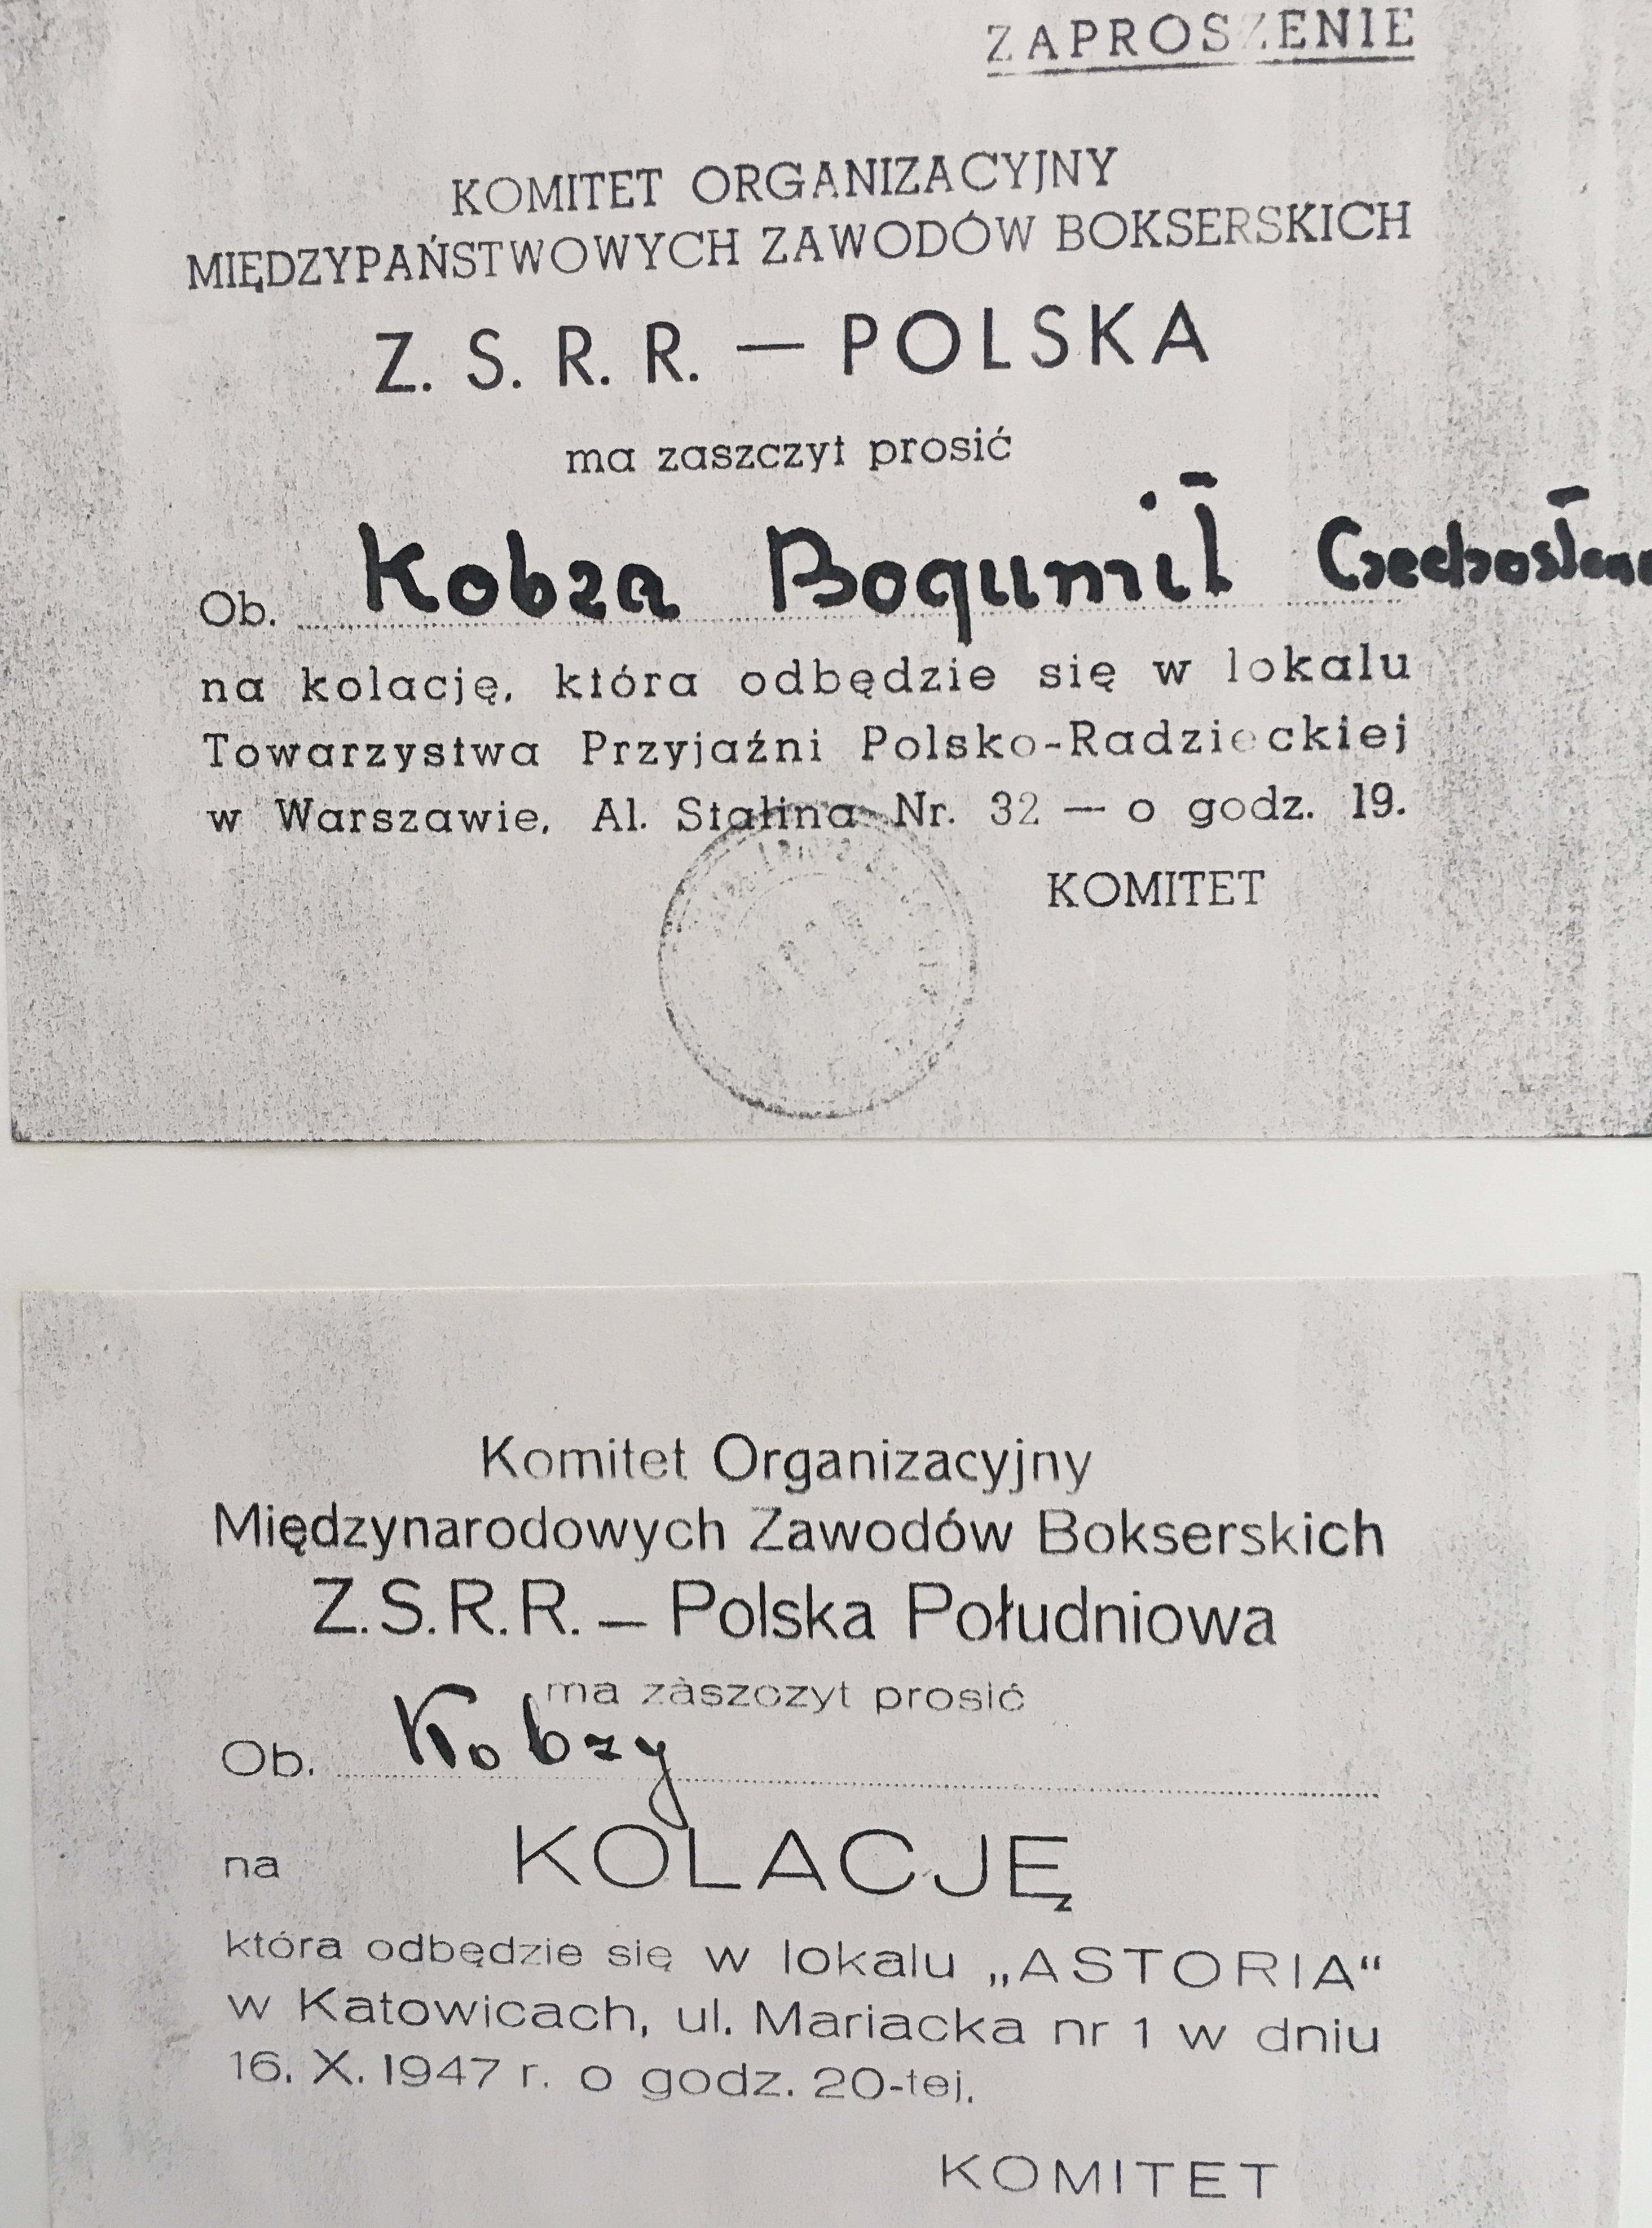 ZAPROSZENIE
KOMITET ORGANIZACYJNY
MIĘDZYPAŃSTWOWYCH ZAWODÓW BOKSERSKICH
Z. S. R. R. — POLSKA
ma zaszczyt prosić
Ob. Kobza Bogumił
na kolację, która odbędzie się w lokalu
Towarzystwa Przyjaźni Polsko-Radzieckiej
w Warszawie, Al. Stalina Nr. 32 — o godz. 19.
KOMITET
Komitet Organizacyjny
Międzynarodowych Zawodów Bokserskich
Z.S.R.R. — Polska Południowa
ma zaszczyt prosić
Ob. Kobzy
na KOLACJĘ
która odbędzie się w lokalu „ASTORIA“
w Katowicach, ul. Mariacka nr 1 w dniu
16. X. 1947 r. o godz. 20-tej.
KOMITET